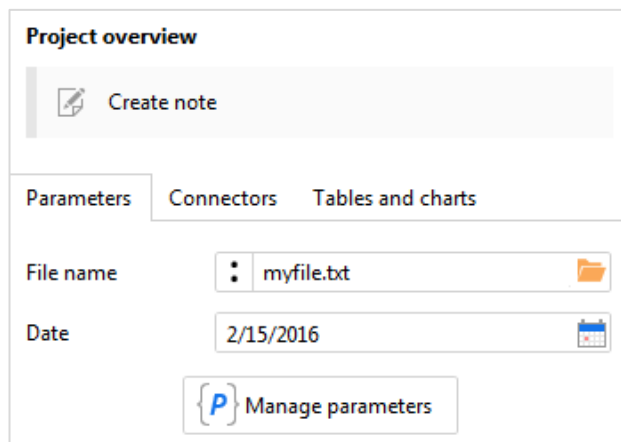 Project overview
Create note
Parameters Connectors Tables and charts
File name : myfile.txt
Date 2/15/2016
{P} Manage parameters